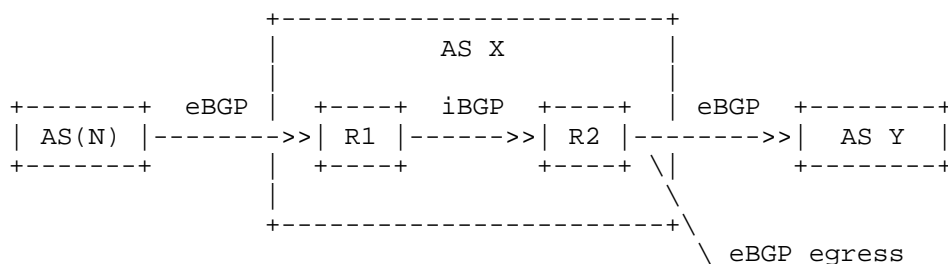 AS X
eBGP iBGP eBGP
AS(N) R1 R2 AS Y
eBGP egress